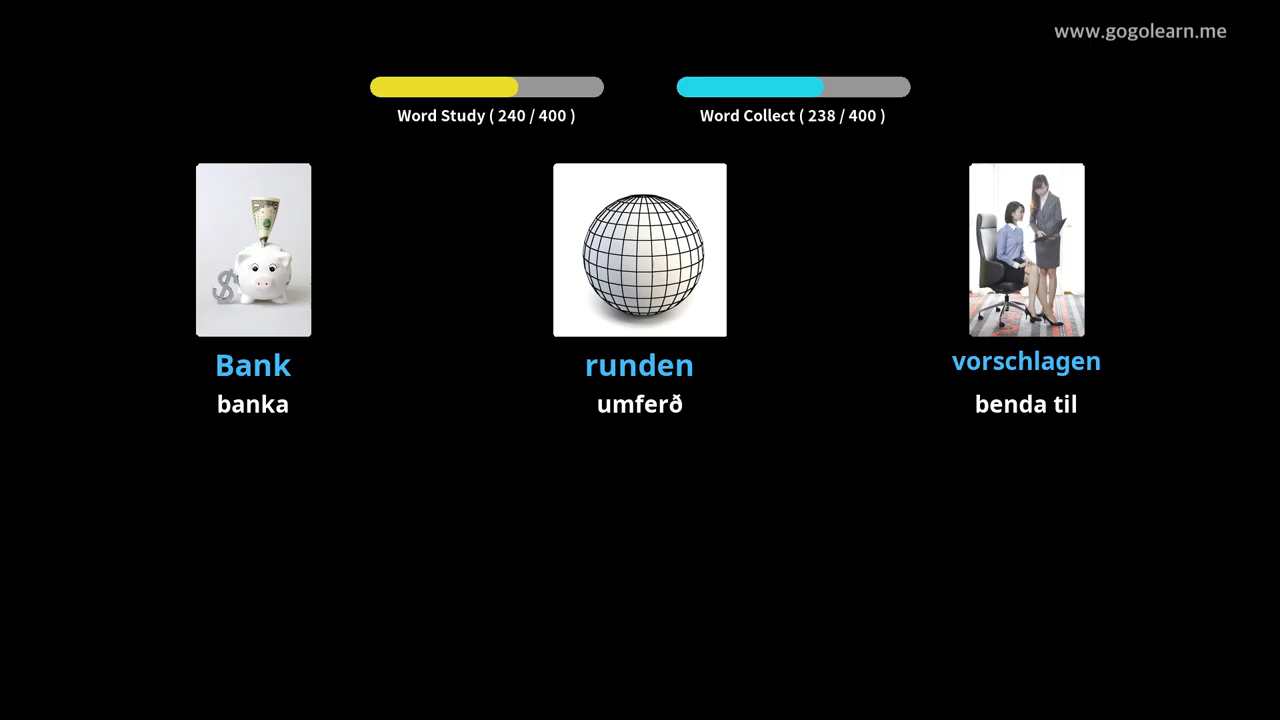 www.gogolearn.me
Word Study ( 240 / 400 )
Word Collect ( 238 / 400 )
Bank
runden
vorschlagen
banka
umferð
benda til